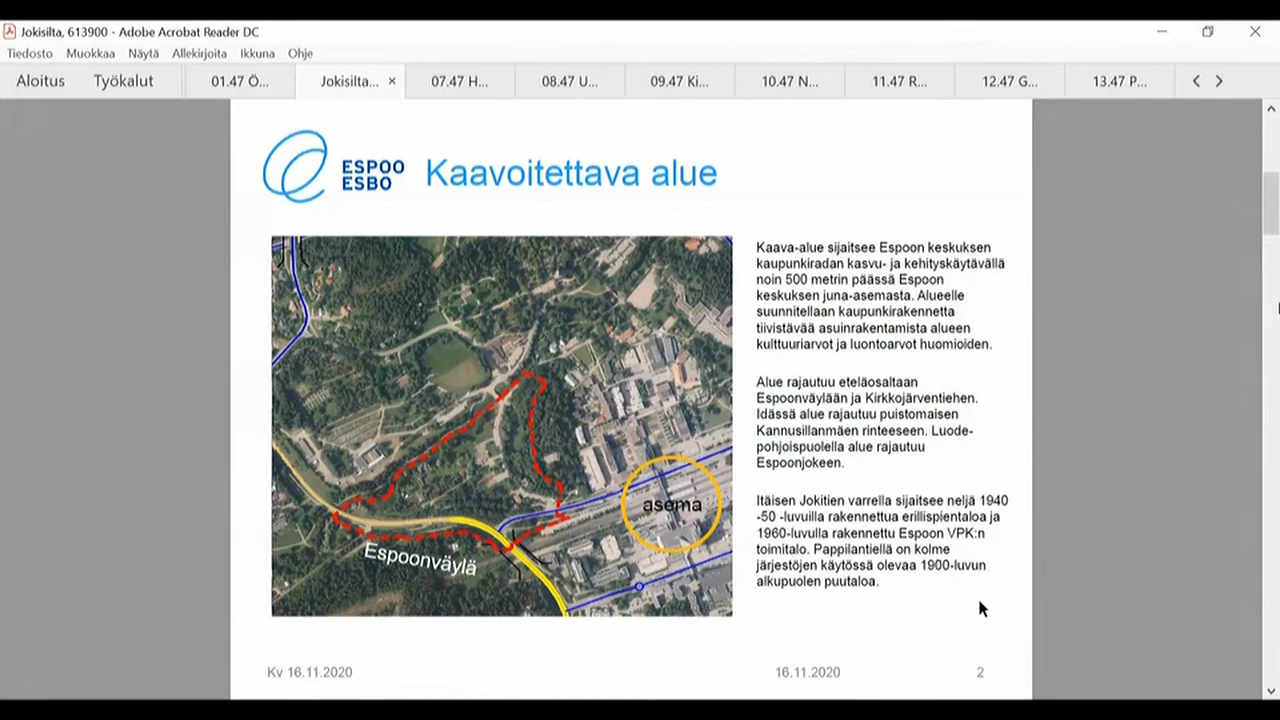 Jokisilta, 613900 - Adobe Acrobat Reader DC
Tiedosto Muokkaa Näytä Allekirjoita Ikkuna Ohje
Aloitus Työkalut 01.47 Ö... Jokisilta... × 07.47 H... 08.47 U... 09.47 Ki... 10.47 N... 11.47 R... 12.47 G... 13.47 P...
ESPOO
ESBO
Kaavoitettava alue
asema
Espoonväylä
Kaava-alue sijaitsee Espoon keskuksen
kaupunkiradan kasvu- ja kehityskäytävällä
noin 500 metrin päässä Espoon
keskuksen juna-asemasta. Alueelle
suunnitellaan kaupunkirakennetta
tiivistävää asuinrakentamista alueen
kulttuuriarvot ja luontoarvot huomioiden.
Alue rajautuu eteläosaltaan
Espoonväylään ja Kirkkojärventiehen.
Idässä alue rajautuu puistomaisen
Kannusillanmäen rinteeseen. Luode-
pohjoispuolella alue rajautuu
Espoonjokeen.
Itäisen Jokitien varrella sijaitsee neljä 1940
-50 -luvuilla rakennettua erillispientaloa ja
1960-luvulla rakennettu Espoon VPK:n
toimitalo. Pappilantiellä on kolme
järjestöjen käytössä olevaa 1900-luvun
alkupuolen puutaloa.
Kv 16.11.2020 16.11.2020 2